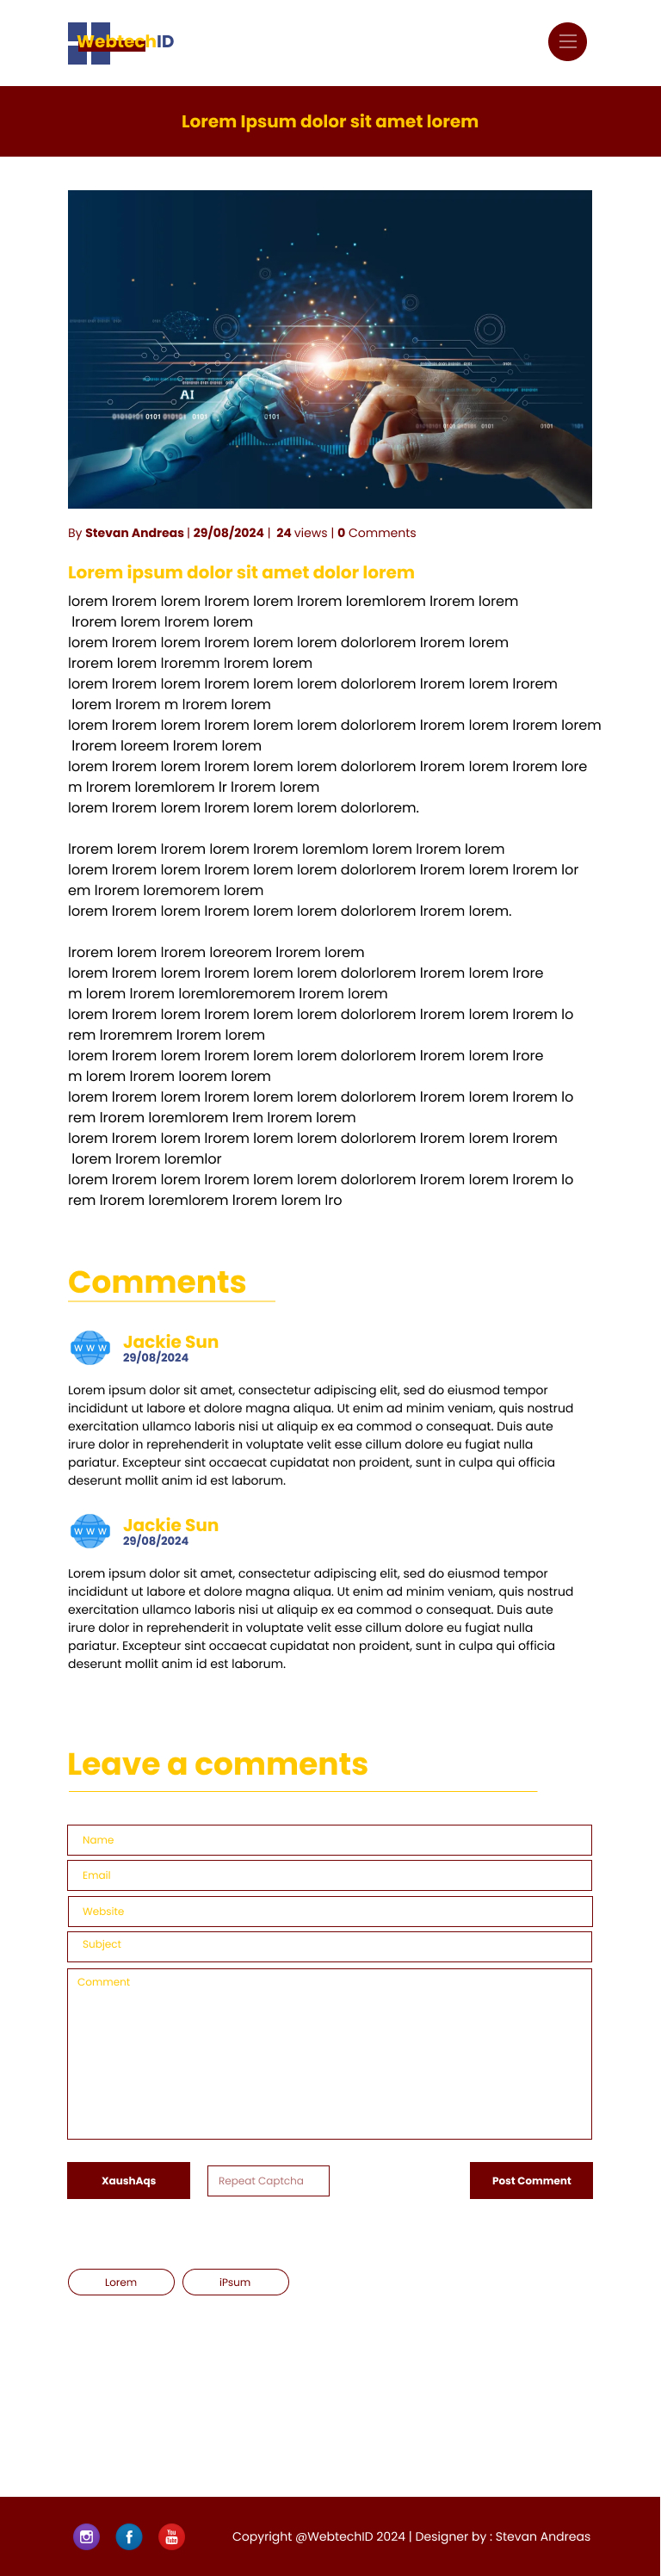 WebtechID
Lorem Ipsum dolor sit amet lorem
AI
01010101 0101 0101
0101
0101 0101 0101
0101
By Stevan Andreas | 29/08/2024 | 24 views | 0 Comments
Lorem ipsum dolor sit amet dolor lorem
lorem lrorem lorem lrorem lorem lrorem loremlorem lrorem lorem
lrorem lorem lrorem lorem
lorem lrorem lorem lrorem lorem lorem dolorlorem lrorem lorem
lrorem lorem lroremm lrorem lorem
lorem lrorem lorem lrorem lorem lorem dolorlorem lrorem lorem lrorem
lorem lrorem m lrorem lorem
lorem lrorem lorem lrorem lorem lorem dolorlorem lrorem lorem lrorem lorem
lrorem loreem lrorem lorem
lorem lrorem lorem lrorem lorem lorem dolorlorem lrorem lorem lrorem lore
m lrorem loremlorem lr lrorem lorem
lorem lrorem lorem lrorem lorem lorem dolorlorem.
lrorem lorem lrorem lorem lrorem loremlom lorem lrorem lorem
lorem lrorem lorem lrorem lorem lorem dolorlorem lrorem lorem lrorem lor
em lrorem loremorem lorem
lorem lrorem lorem lrorem lorem lorem dolorlorem lrorem lorem.
lrorem lorem lrorem loreorem lrorem lorem
lorem lrorem lorem lrorem lorem lorem dolorlorem lrorem lorem lrore
m lorem lrorem loremloremorem lrorem lorem
lorem lrorem lorem lrorem lorem lorem dolorlorem lrorem lorem lrorem lo
rem lroremrem lrorem lorem
lorem lrorem lorem lrorem lorem lorem dolorlorem lrorem lorem lrore
m lorem lrorem loorem lorem
lorem lrorem lorem lrorem lorem lorem dolorlorem lrorem lorem lrorem lo
rem lrorem loremlorem lrem lrorem lorem
lorem lrorem lorem lrorem lorem lorem dolorlorem lrorem lorem lrorem
lorem lrorem loremlor
lorem lrorem lorem lrorem lorem lorem dolorlorem lrorem lorem lrorem lo
rem lrorem loremlorem lrorem lorem lro
Comments
WWW
Jackie Sun
29/08/2024
Lorem ipsum dolor sit amet, consectetur adipiscing elit, sed do eiusmod tempor
incididunt ut labore et dolore magna aliqua. Ut enim ad minim veniam, quis nostrud
exercitation ullamco laboris nisi ut aliquip ex ea commod o consequat. Duis aute
irure dolor in reprehenderit in voluptate velit esse cillum dolore eu fugiat nulla
pariatur. Excepteur sint occaecat cupidatat non proident, sunt in culpa qui officia
deserunt mollit anim id est laborum.
WWW
Jackie Sun
29/08/2024
Lorem ipsum dolor sit amet, consectetur adipiscing elit, sed do eiusmod tempor
incididunt ut labore et dolore magna aliqua. Ut enim ad minim veniam, quis nostrud
exercitation ullamco laboris nisi ut aliquip ex ea commod o consequat. Duis aute
irure dolor in reprehenderit in voluptate velit esse cillum dolore eu fugiat nulla
pariatur. Excepteur sint occaecat cupidatat non proident, sunt in culpa qui officia
deserunt mollit anim id est laborum.
Leave a comments
Name
Email
Website
Subject
Comment
XaushAqs
Repeat Captcha
Post Comment
Lorem
iPsum
You
Tube
Copyright @WebtechID 2024 | Designer by : Stevan Andreas